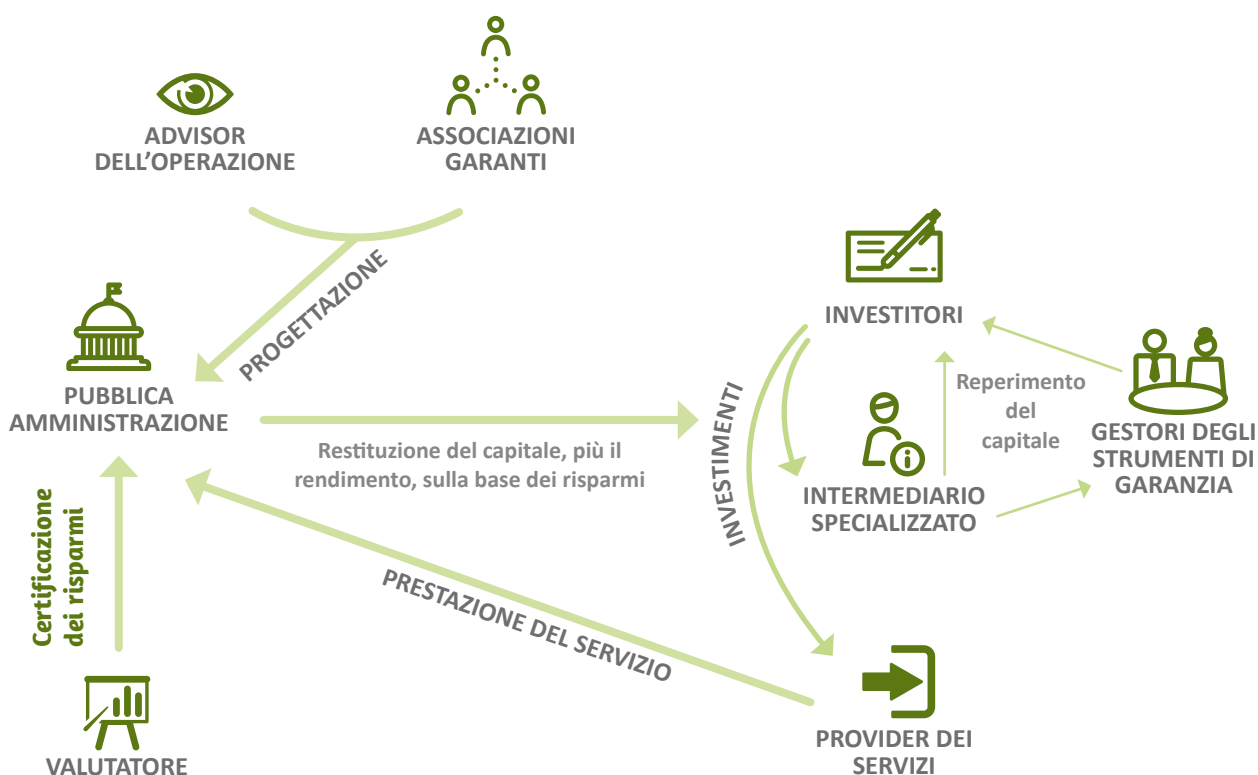 ADVISOR
DELL’OPERAZIONE
ASSOCIAZIONI
GARANTI
PROGETTAZIONE
INVESTITORI
PUBBLICA
AMMINISTRAZIONE
Restituzione del capitale, più il
rendimento, sulla base dei risparmi
INVESTIMENTI
Reperimento
del
capitale
GESTORI DEGLI
STRUMENTI DI
GARANZIA
INTERMEDIARIO
SPECIALIZZATO
Certificazione
dei risparmi
PRESTAZIONE DEL SERVIZIO
VALUTATORE
PROVIDER DEI
SERVIZI